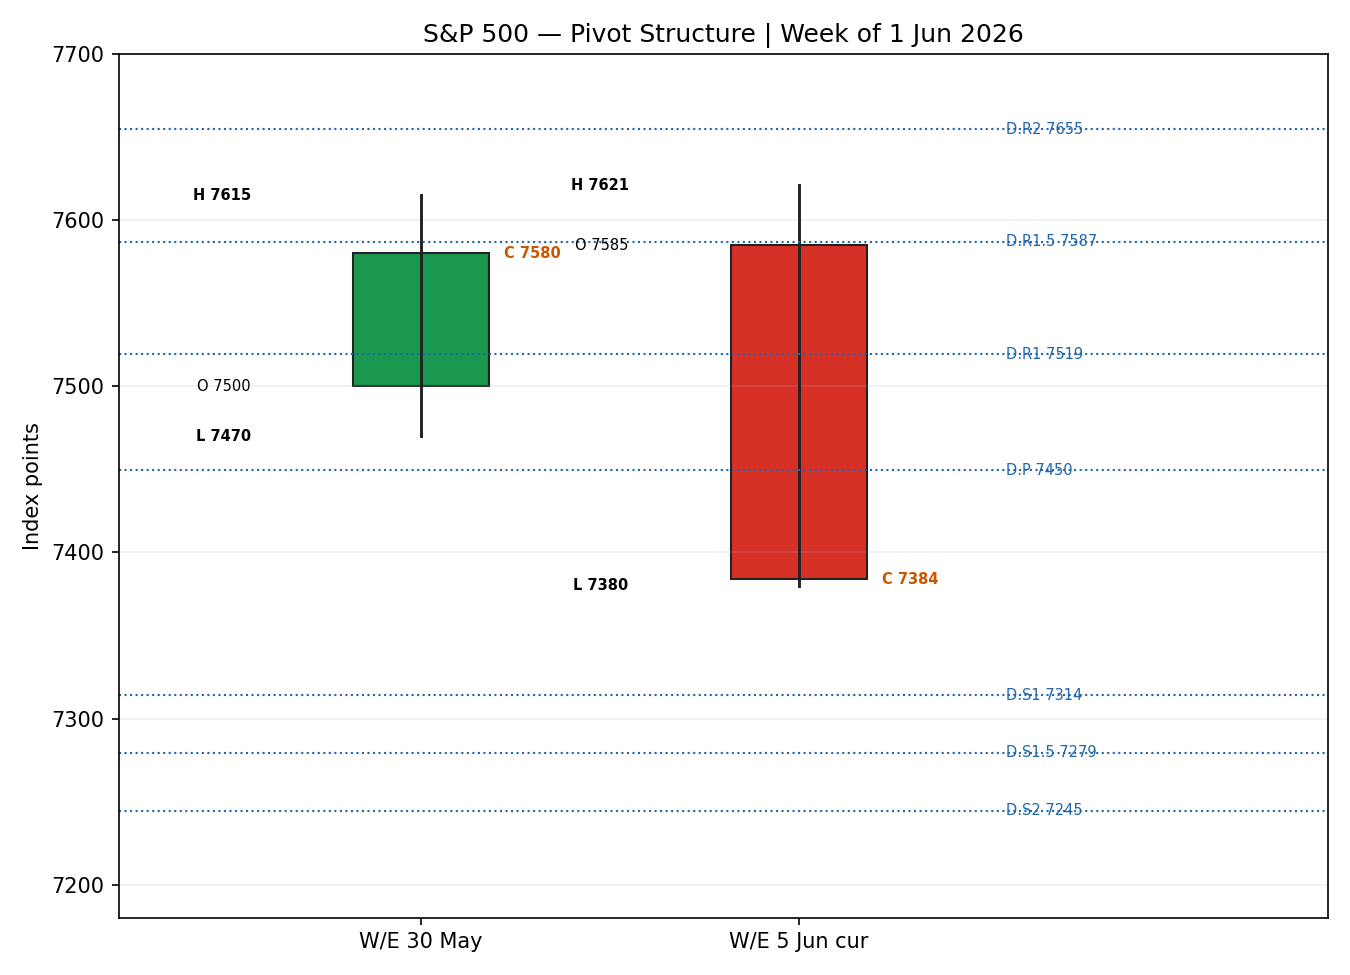 S&P 500 — Pivot Structure | Week of 1 Jun 2026
Index points
7700
7600
7500
7400
7300
7200
D.R2 7655
H 7621
H 7615
D.R1.5 7587
O 7585
C 7580
D.R1 7519
O 7500
L 7470
D.P 7450
C 7384
L 7380
D.S1 7314
D.S1.5 7279
D.S2 7245
W/E 30 May
W/E 5 Jun cur